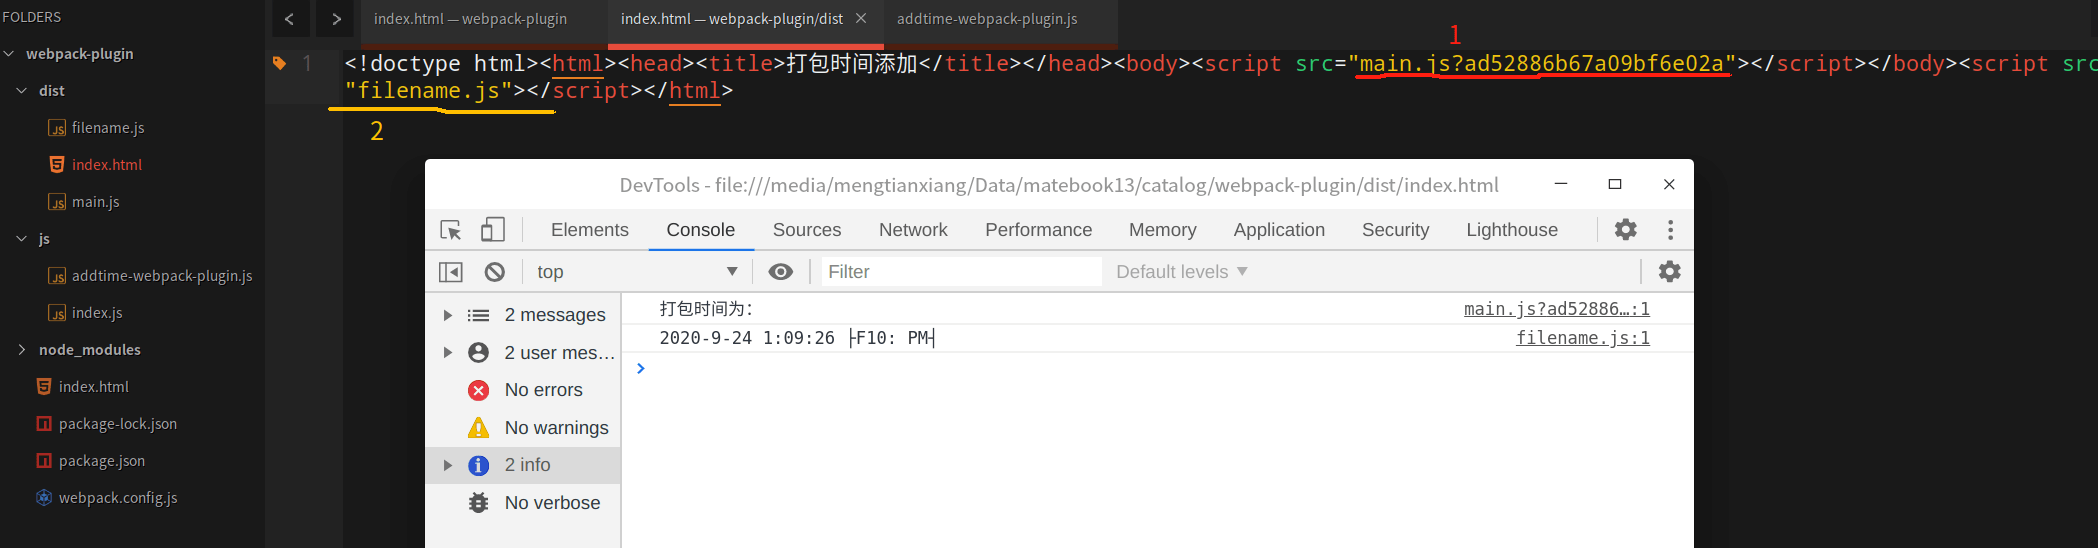 FOLDERS
webpack-plugin
dist
filename.js
index.html
main.js
js
addtime-webpack-plugin.js
index.js
node_modules
index.html
package-lock.json
package.json
webpack.config.js
< >
index.html — webpack-plugin
index.html — webpack-plugin/dist ×
addtime-webpack-plugin.js
1
1 <!doctype html><html><head><title>打包时间添加</title></head><body><script src="main.js?ad52886b67a09bf6e02a"></script></body><script src
"filename.js"></script></html>
2
DevTools - file:///media/mengtianxiang/Data/matebook13/catalog/webpack-plugin/dist/index.html
Elements Console Sources Network Performance Memory Application Security Lighthouse
top Filter Default levels
2 messages
2 user mes...
No errors
No warnings
2 info
No verbose
打包时间为: main.js?ad52886…:1
2020-9-24 1:09:26 ├F10: PM┤ filename.js:1